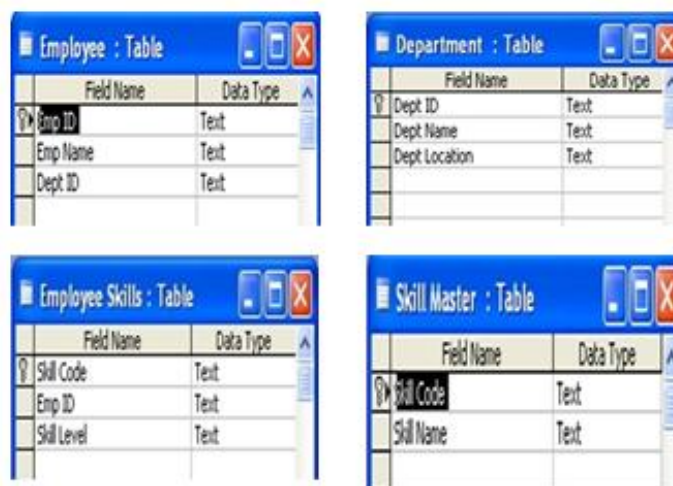 Employee : Table
Field Name Data Type
Emp ID Text
Emp Name Text
Dept ID Text
Department : Table
Field Name Data Type
Dept ID Text
Dept Name Text
Dept Location Text
Employee Skills : Table
Field Name Data Type
Skill Code Text
Emp ID Text
Skill Level Text
Skill Master : Table
Field Name Data Type
Skill Code Text
Skill Name Text